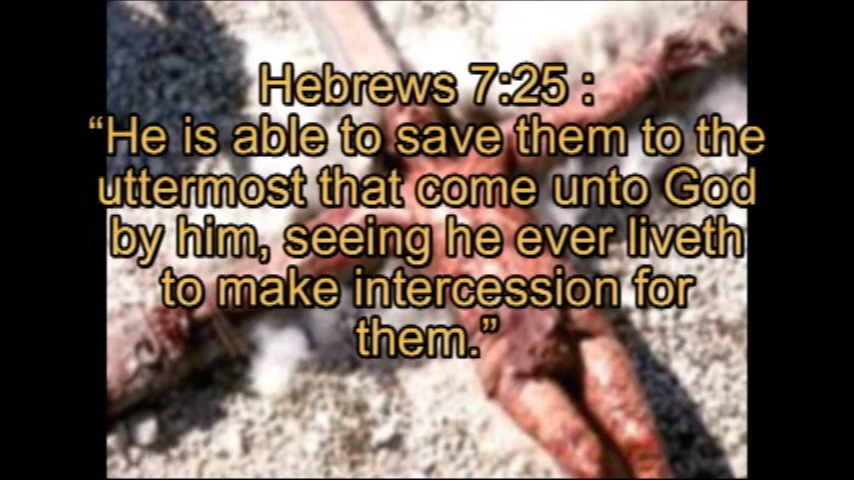 Hebrews 7:25 :
“He is able to save them to the
uttermost that come unto God
by him, seeing he ever liveth
to make intercession for
them.”